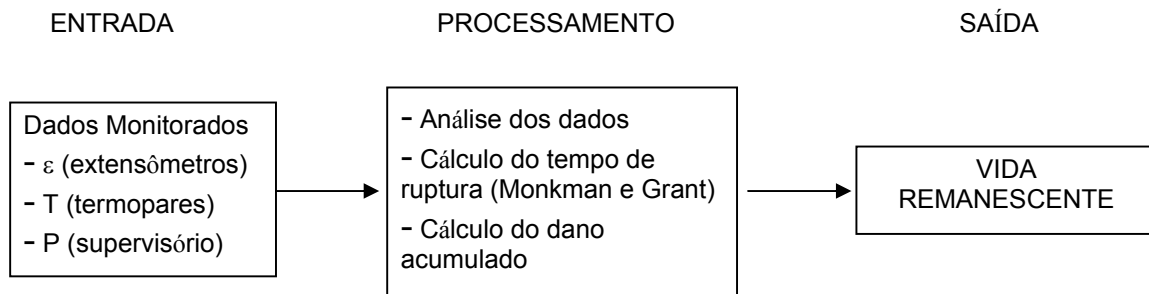 ENTRADA
PROCESSAMENTO
SAÍDA
Dados Monitorados
- ε (extensômetros)
- T (termopares)
- P (supervisório)
- Análise dos dados
- Cálculo do tempo de
ruptura (Monkman e Grant)
- Cálculo do dano
acumulado
VIDA
REMANESCENTE